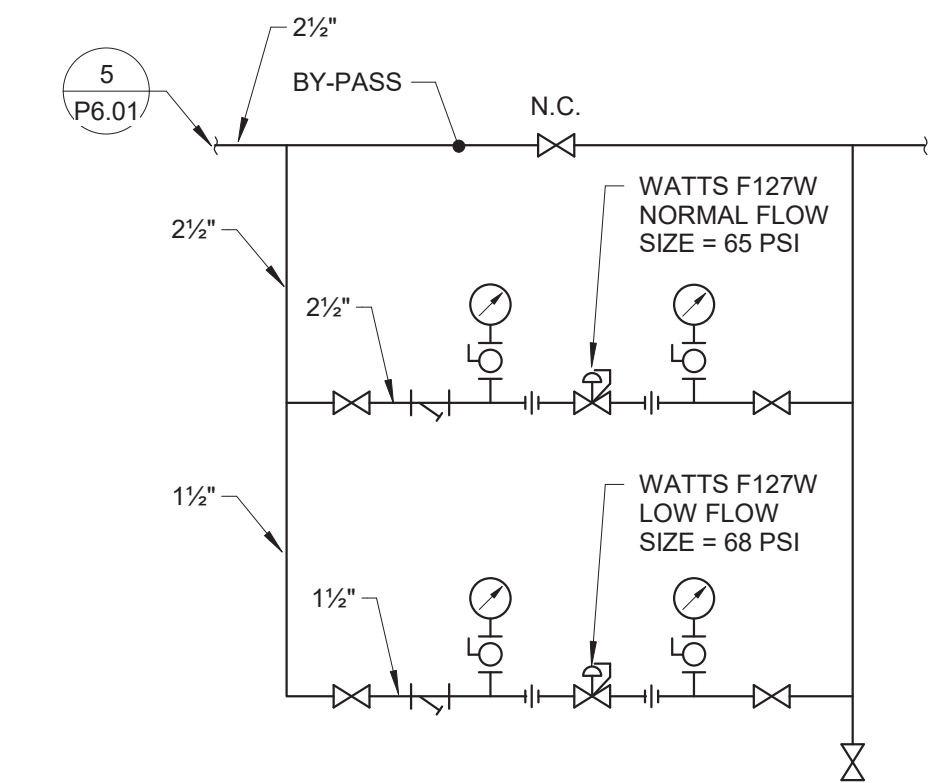 2½"
5
P6.01
BY-PASS
N.C.
WATTS F127W
NORMAL FLOW
SIZE = 65 PSI
2½"
2½"
WATTS F127W
LOW FLOW
SIZE = 68 PSI
1½"
1½"